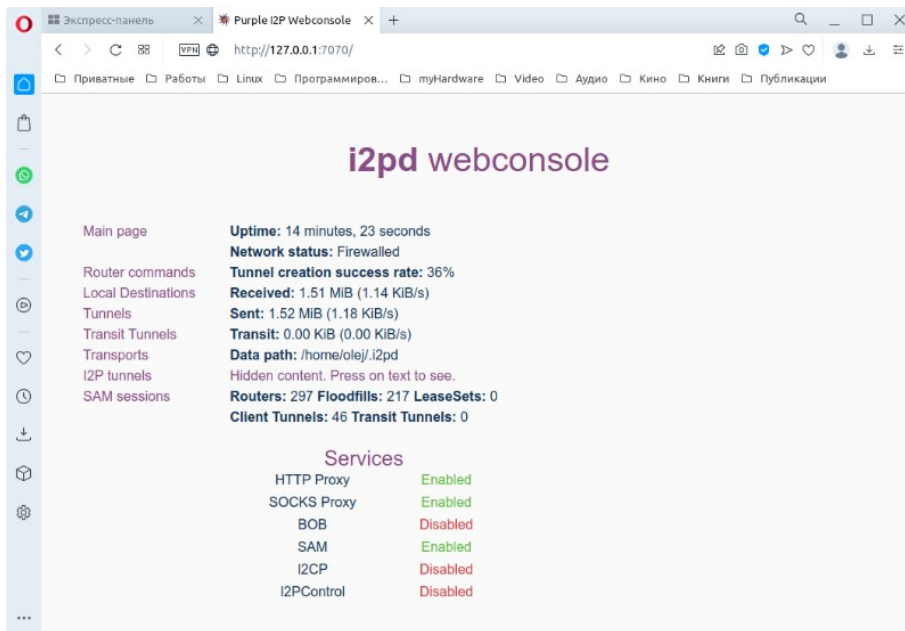 Экспресс-панель
Purple I2P Webconsole
VPN http://127.0.0.1:7070/
Приватные Работы Linux Программиров... myHardware Video Аудио Кино Книги Публикации
i2pd webconsole
Main page
Router commands
Local Destinations
Tunnels
Transit Tunnels
Transports
I2P tunnels
SAM sessions
Uptime: 14 minutes, 23 seconds
Network status: Firewalled
Tunnel creation success rate: 36%
Received: 1.51 MiB (1.14 KiB/s)
Sent: 1.52 MiB (1.18 KiB/s)
Transit: 0.00 KiB (0.00 KiB/s)
Data path: /home/olej/.i2pd
Hidden content. Press on text to see.
Routers: 297 Floodfills: 217 LeaseSets: 0
Client Tunnels: 46 Transit Tunnels: 0
Services
HTTP Proxy Enabled
SOCKS Proxy Enabled
BOB Disabled
SAM Enabled
I2CP Disabled
I2PControl Disabled